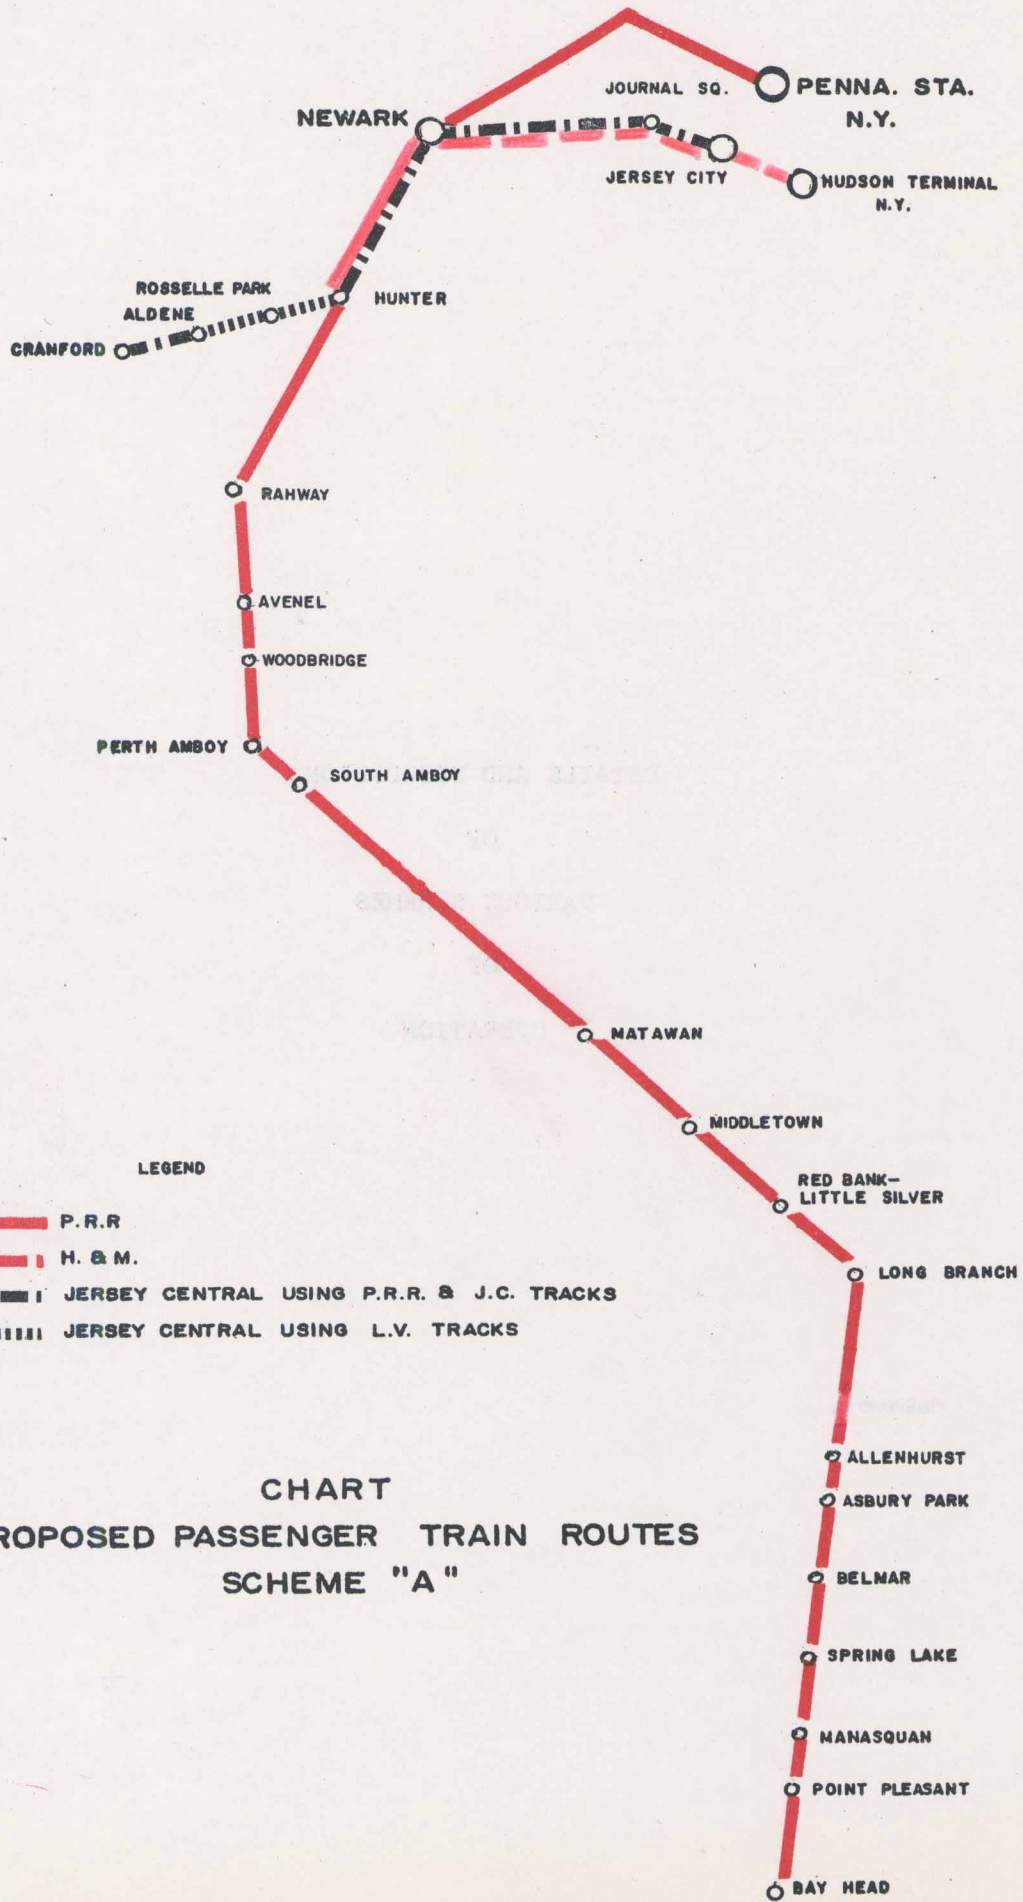 JOURNAL SQ.
PENNA. STA.
N.Y.
NEWARK
JERSEY CITY
HUDSON TERMINAL
N.Y.
ROSSELLE PARK
HUNTER
ALDENE
CRANFORD
RAHWAY
AVENEL
WOODBRIDGE
PERTH AMBOY
SOUTH AMBOY
MATAWAN
MIDDLETOWN
RED BANK-
LITTLE SILVER
LONG BRANCH
LEGEND
P.R.R
H. & M.
JERSEY CENTRAL USING P.R.R. & J.C. TRACKS
JERSEY CENTRAL USING L.V. TRACKS
ALLENHURST
ASBURY PARK
BELMAR
SPRING LAKE
MANASQUAN
POINT PLEASANT
BAY HEAD
CHART
ROPOSED PASSENGER TRAIN ROUTES
SCHEME "A"